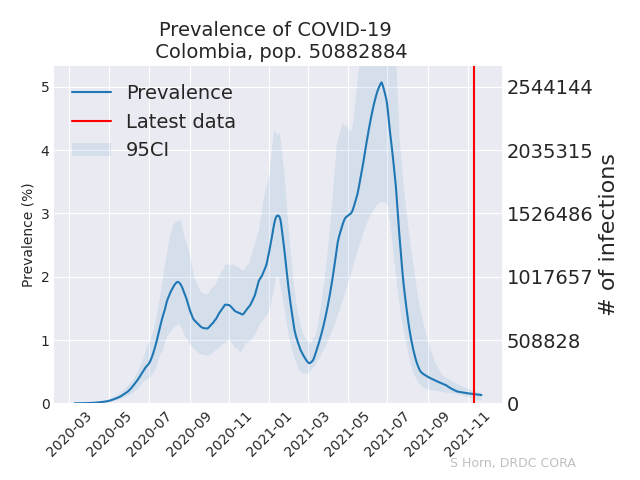 Prevalence of COVID-19
Colombia, pop. 50882884
Prevalence
Latest data
95CI
Prevalence (%)
5
4
3
2
1
0
2544144
2035315
1526486
1017657
508828
0
# of infections
2020-03
2020-05
2020-07
2020-09
2020-11
2021-01
2021-03
2021-05
2021-07
2021-09
2021-11
S Horn, DRDC CORA